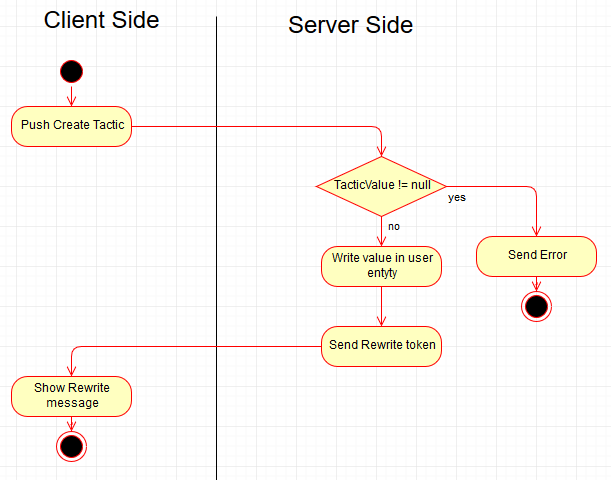 Client Side
Server Side
Push Create Tactic
TacticValue != null
yes
no
Write value in user
entyty
Send Error
Send Rewrite token
Show Rewrite
message